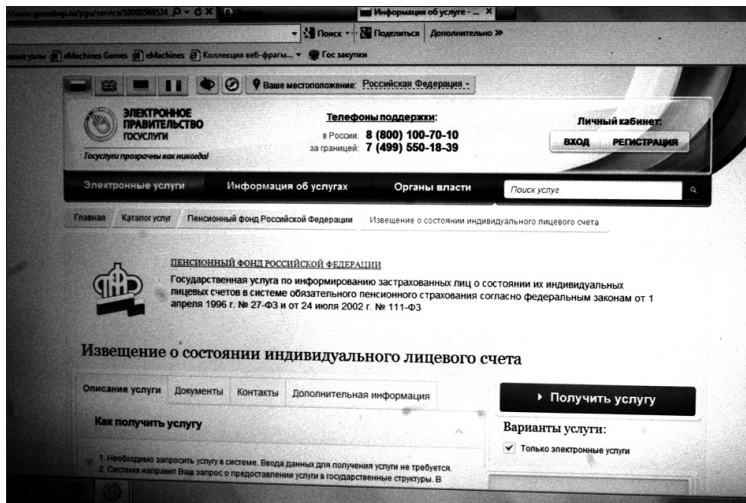 www.gosuslugi.ru/pgu/service/10000569524
Информация об услуге - ...
Поиск
Поделиться
Дополнительно »
eMachines Games
eMachines
Коллекция веб-фрагм...
Гос закупки
Ваше местоположение: Российская Федерация
ЭЛЕКТРОННОЕ
ПРАВИТЕЛЬСТВО
ГОСУСЛУГИ
Госуслуги прозрачны как никогда!
Телефоны поддержки:
в России: 8 (800) 100-70-10
за границей: 7 (499) 550-18-39
Личный кабинет:
ВХОД
РЕГИСТРАЦИЯ
Электронные услуги
Информация об услугах
Органы власти
Поиск услуг
Главная
Каталог услуг
Пенсионный фонд Российской Федерации
Извещение о состоянии индивидуального лицевого счета
ПЕНСИОННЫЙ ФОНД РОССИЙСКОЙ ФЕДЕРАЦИИ
Государственная услуга по информированию застрахованных лиц о состоянии их индивидуальных
лицевых счетов в системе обязательного пенсионного страхования согласно федеральным законам от 1
апреля 1996 г. № 27-ФЗ и от 24 июля 2002 г. № 111-ФЗ
Извещение о состоянии индивидуального лицевого счета
Описание услуги
Документы
Контакты
Дополнительная информация
Получить услугу
Как получить услугу
Варианты услуги:
Только электронные услуги
1. Необходимо запросить услугу в системе. Ввода данных для получения услуги не требуется.
2. Система направит Ваш запрос о предоставлении услуги в государственные структуры. В